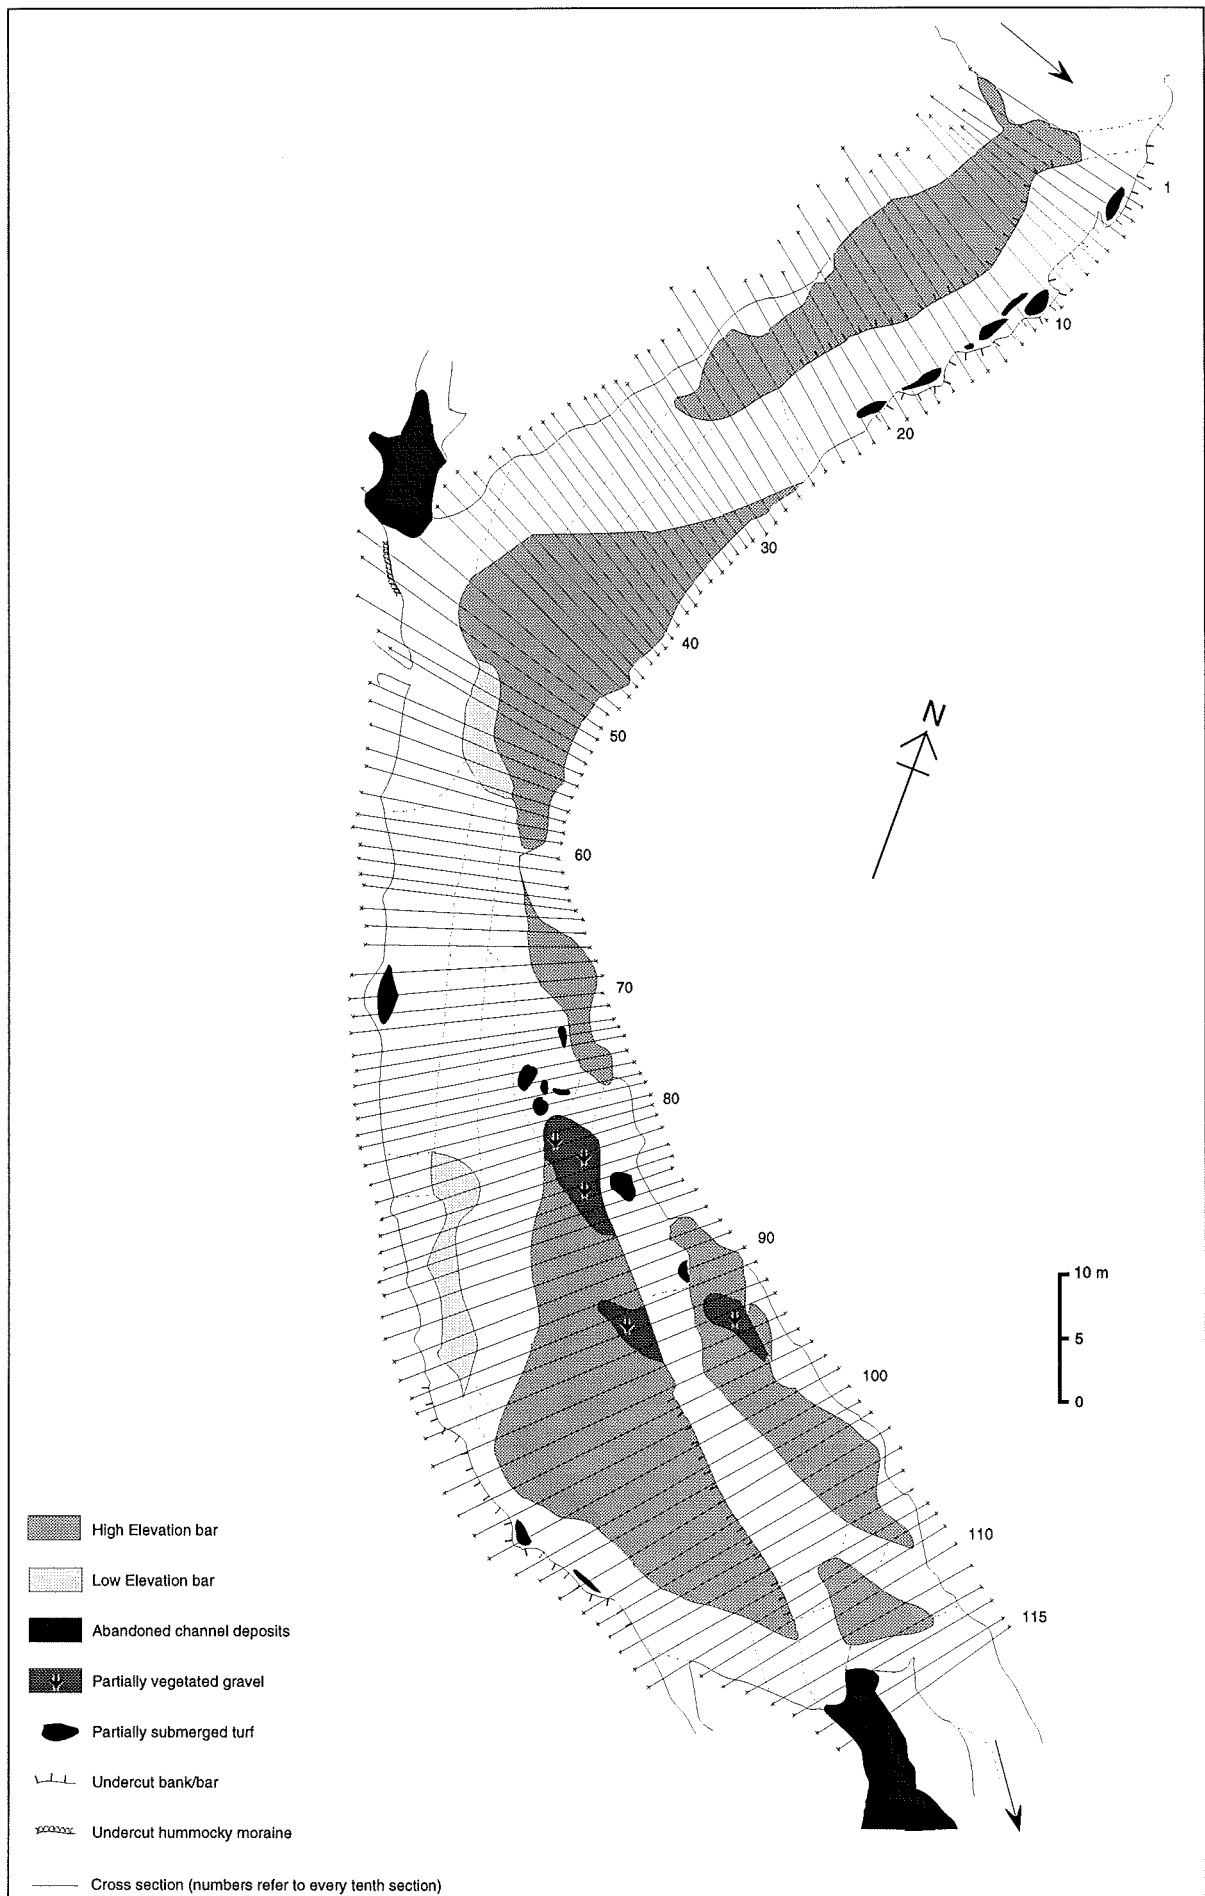 1
10
20
30
40
50
N
60
70
80
90
10 m
5
0
100
110
115
High Elevation bar
Low Elevation bar
Abandoned channel deposits
Partially vegetated gravel
Partially submerged turf
Undercut bank/bar
Undercut hummocky moraine
Cross section (numbers refer to every tenth section)